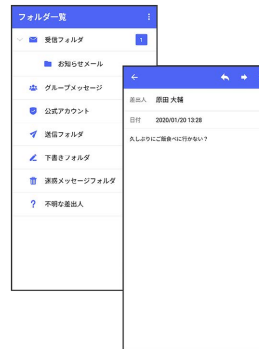 フォルダ一覧
受信フォルダ
1
お知らせメール
グループメッセージ
公式アカウント
送信フォルダ
下書きフォルダ
迷惑メッセージフォルダ
不明な差出人
差出人 原田 大輔
日付 2020/01/20 13:28
久しぶりにご飯食べに行かない?